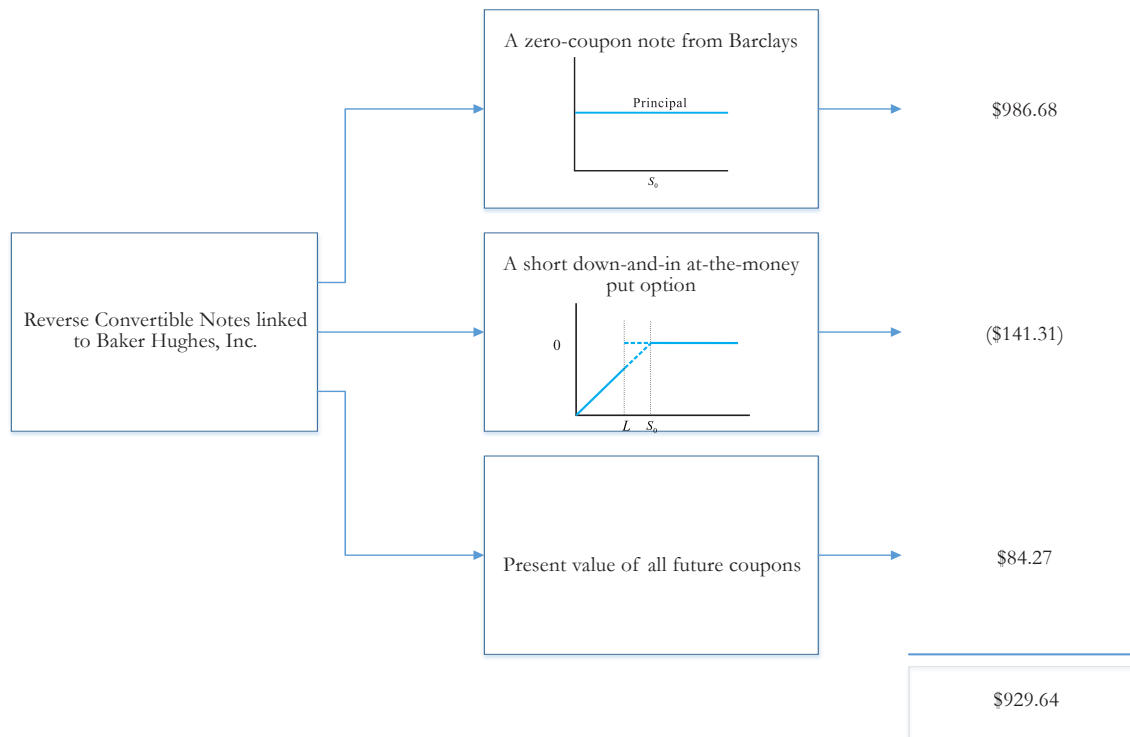 A zero-coupon note from Barclays
Principal
S₀
$986.68
Reverse Convertible Notes linked
to Baker Hughes, Inc.
A short down-and-in at-the-money
put option
0
L S₀
($141.31)
Present value of all future coupons
$84.27
$929.64